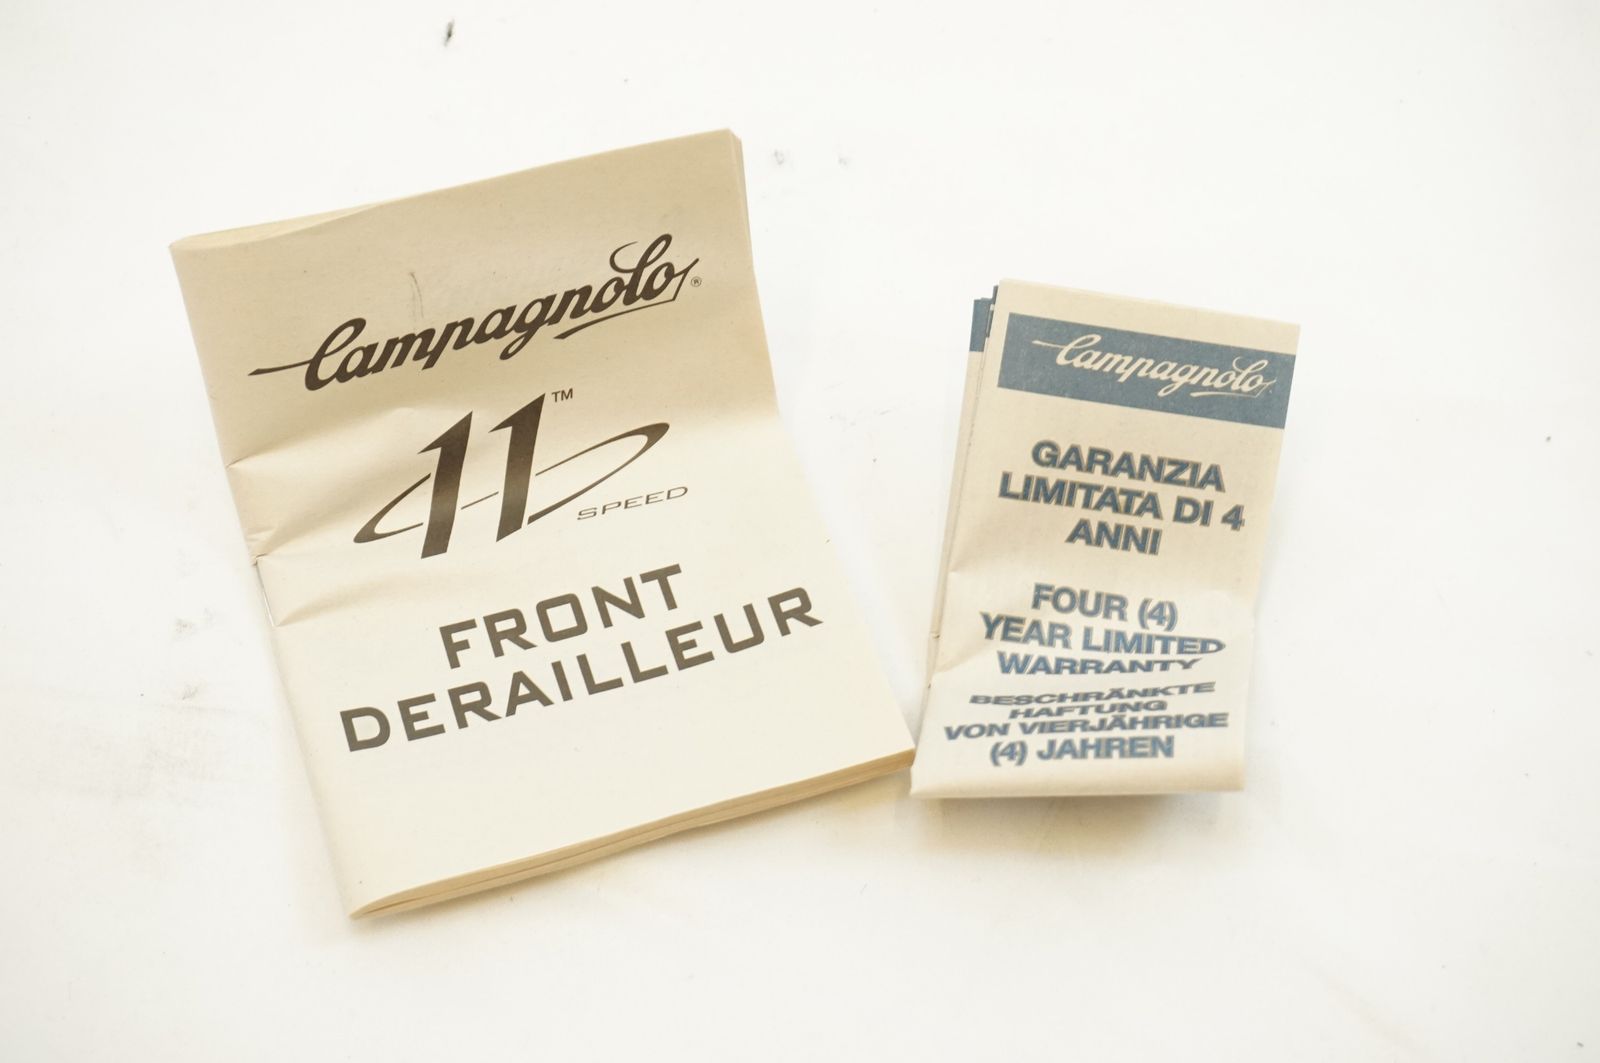 Campagnolo®
11™
SPEED
FRONT
DERAILLEUR
Campagnolo
GARANZIA
LIMITATA DI 4
ANNI
FOUR (4)
YEAR LIMITED
WARRANTY
BESCHRÄNKTE
HAFTUNG
VON VIERJÄHRIGE
(4) JAHREN